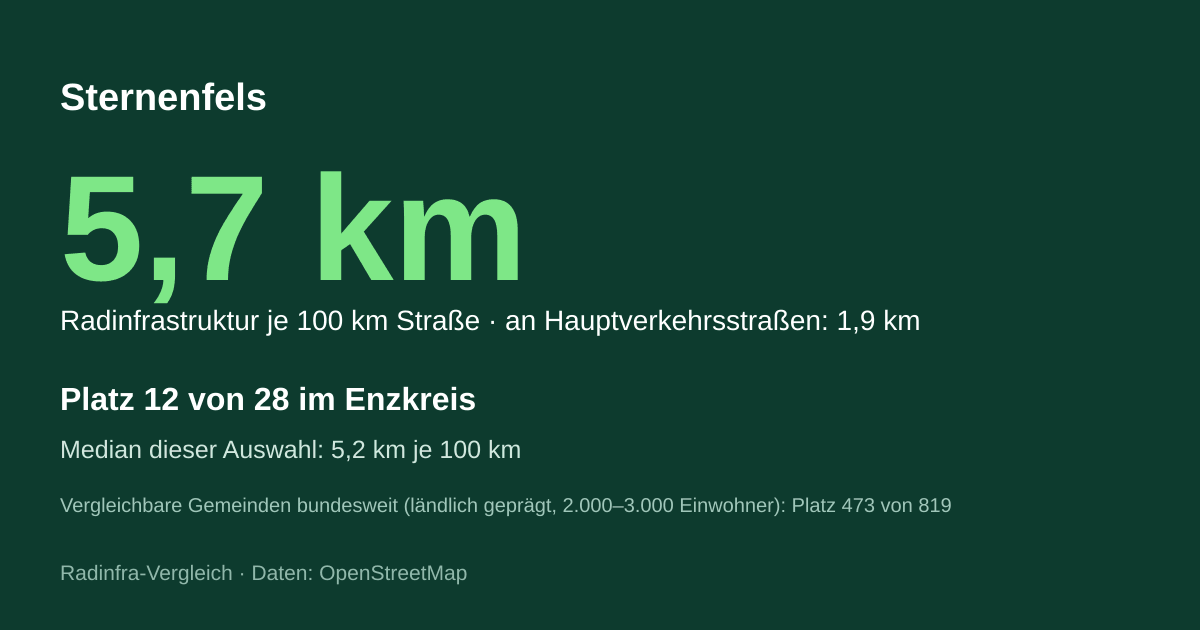 Sternenfels
5,7 km
Radinfrastruktur je 100 km Straße · an Hauptverkehrsstraßen: 1,9 km
Platz 12 von 28 im Enzkreis
Median dieser Auswahl: 5,2 km je 100 km
Vergleichbare Gemeinden bundesweit (ländlich geprägt, 2.000–3.000 Einwohner): Platz 473 von 819
Radinfra-Vergleich · Daten: OpenStreetMap